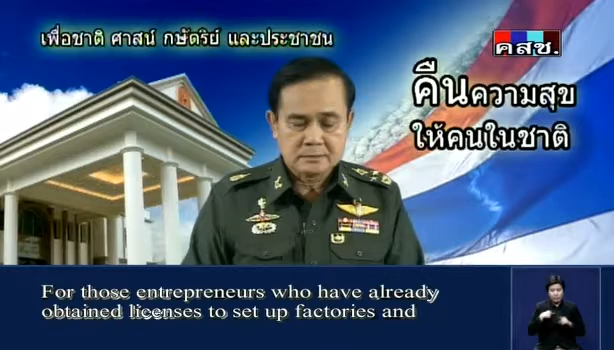 เพื่อชาติ ศาสน์ กษัตริย์ และประชาชน
คสช.
คืนความสุข
ให้คนในชาติ
For those entrepreneurs who have already
obtained licenses to set up factories and